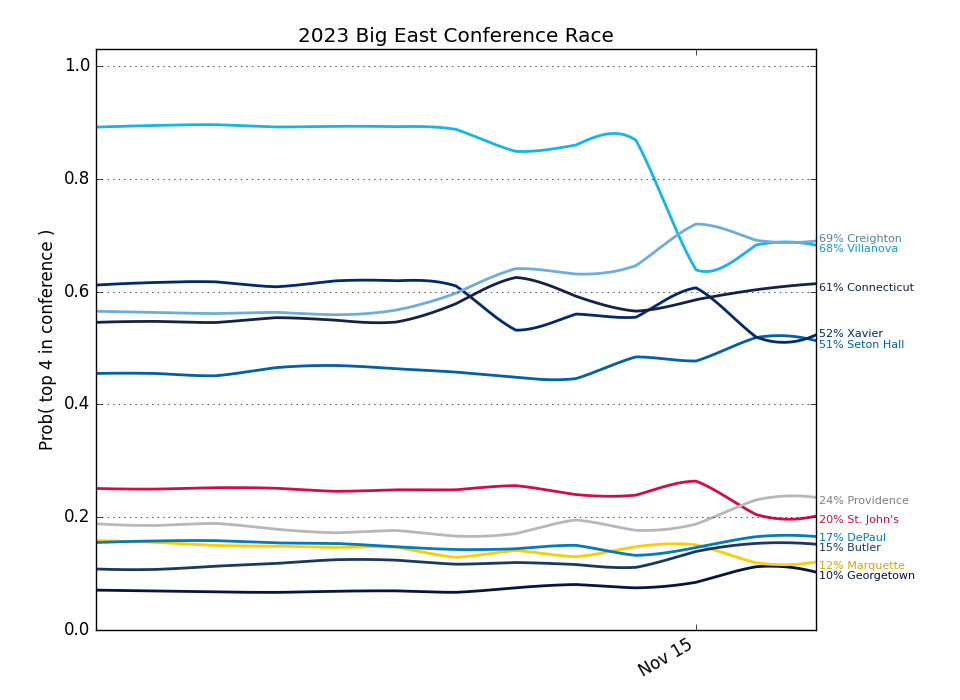 2023 Big East Conference Race
Prob( top 4 in conference )
1.0
0.8
0.6
0.4
0.2
0.0
69% Creighton
68% Villanova
61% Connecticut
52% Xavier
51% Seton Hall
24% Providence
20% St. John's
17% DePaul
15% Butler
12% Marquette
10% Georgetown
Nov 15